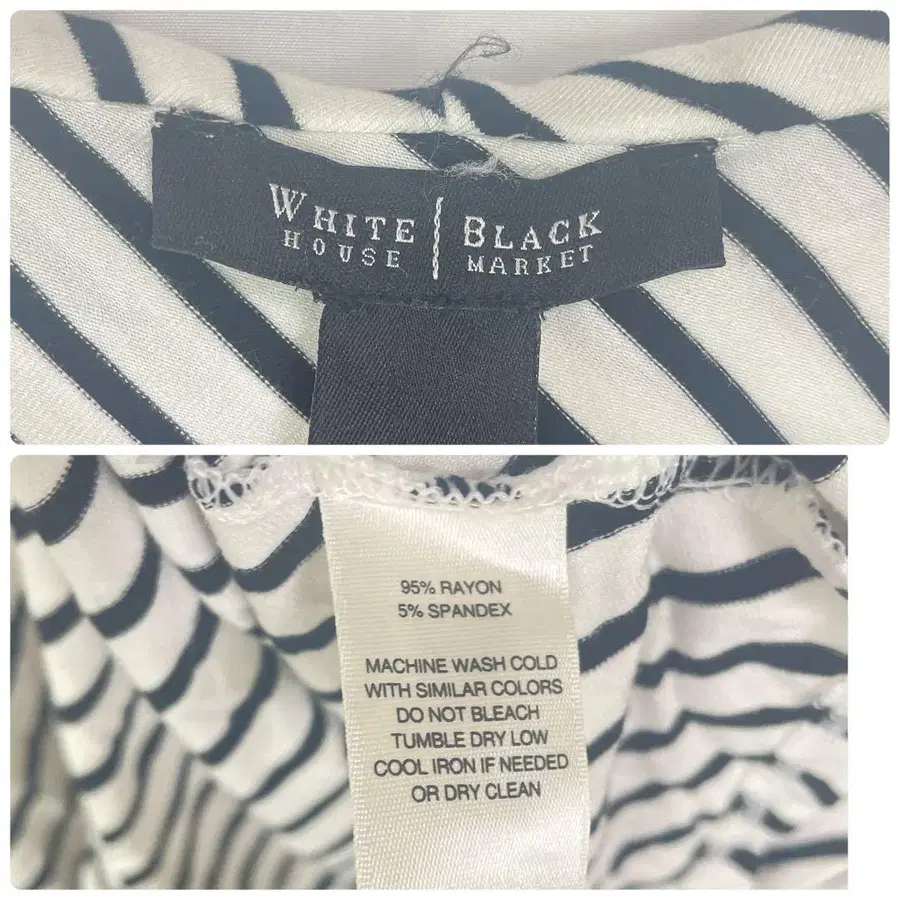 WHITE | BLACK
HOUSE MARKET
95% RAYON
5% SPANDEX
MACHINE WASH COLD
WITH SIMILAR COLORS
DO NOT BLEACH
TUMBLE DRY LOW
COOL IRON IF NEEDED
OR DRY CLEAN